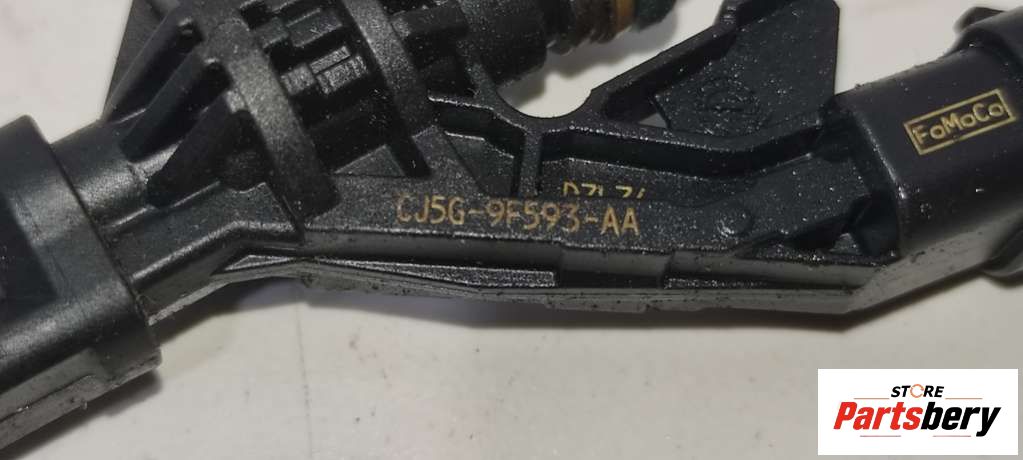 FoMoCo
CJ5G-9F593-AA
STORE
Partsbery